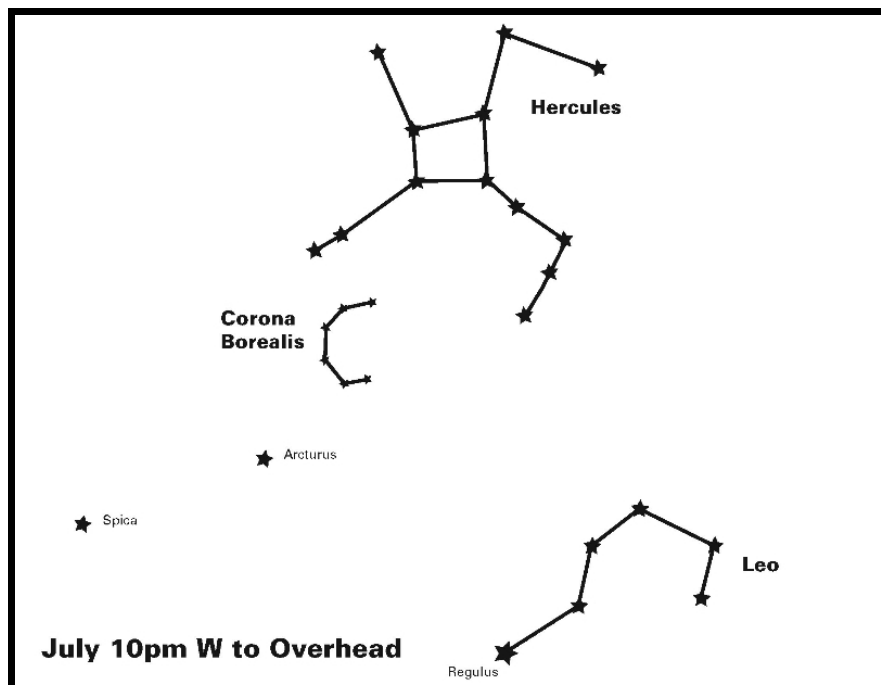 Hercules
Corona
Borealis
Arcturus
Spica
Leo
July 10pm W to Overhead
Regulus